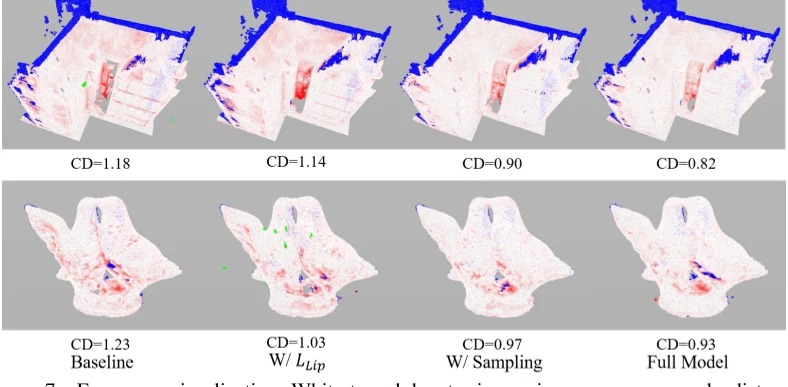 CD=1.18 CD=1.14 CD=0.90 CD=0.82
CD=1.23 CD=1.03 CD=0.97 CD=0.93
Baseline W/ L_Lip W/ Sampling Full Model